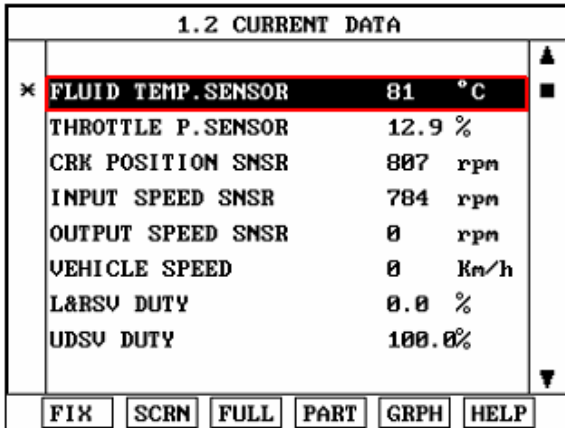 1.2 CURRENT DATA
× FLUID TEMP.SENSOR 81 °C
THROTTLE P.SENSOR 12.9 %
CRK POSITION SNSR 807 rpm
INPUT SPEED SNSR 784 rpm
OUTPUT SPEED SNSR 0 rpm
VEHICLE SPEED 0 Km/h
L&RSV DUTY 0.0 %
UDSV DUTY 100.0%
FIX SCRN FULL PART GRPH HELP